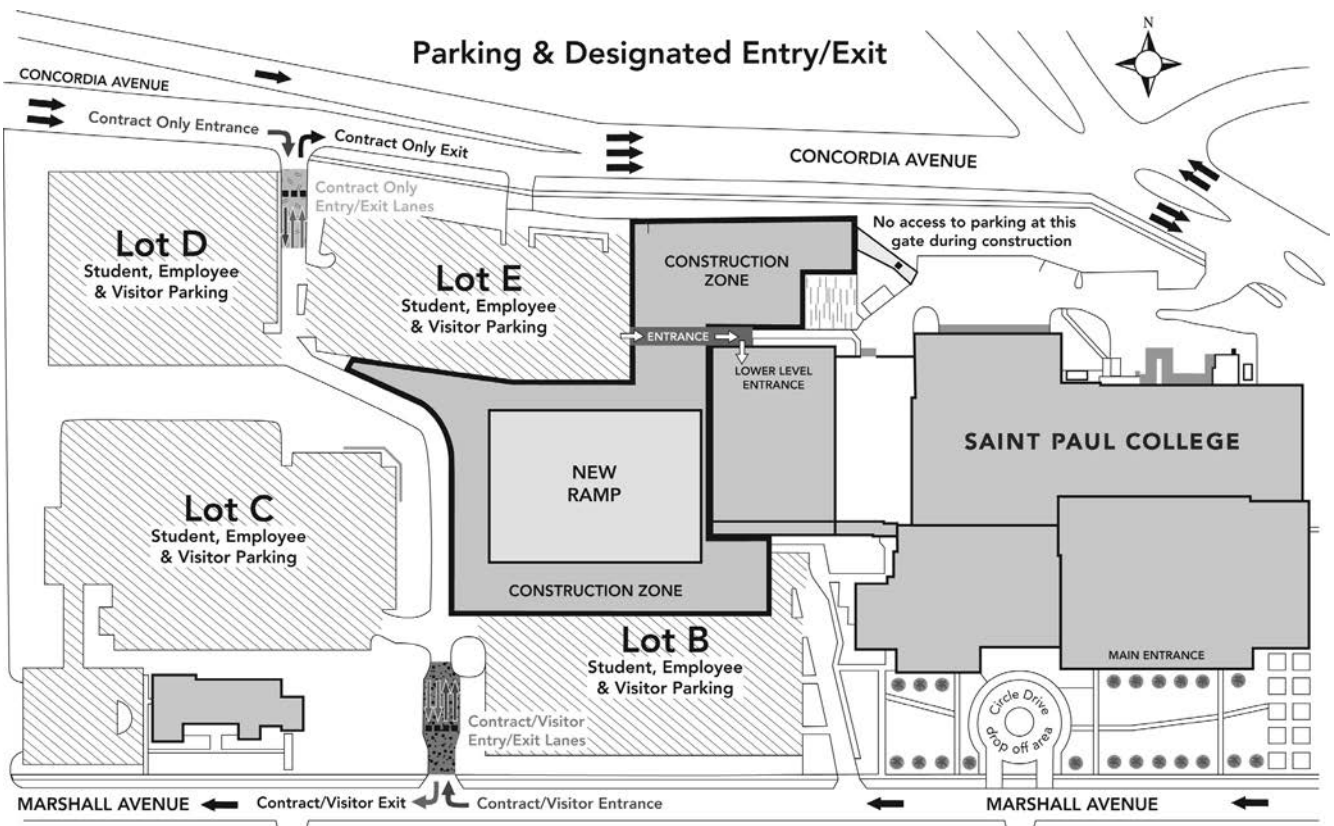 Parking & Designated Entry/Exit
N
CONCORDIA AVENUE
Contract Only Entrance
Contract Only Exit
CONCORDIA AVENUE
Contract Only
Entry/Exit Lanes
No access to parking at this
gate during construction
Lot D
Student, Employee
& Visitor Parking
Lot E
Student, Employee
& Visitor Parking
CONSTRUCTION
ZONE
ENTRANCE
LOWER LEVEL
ENTRANCE
SAINT PAUL COLLEGE
NEW
RAMP
Lot C
Student, Employee
& Visitor Parking
CONSTRUCTION ZONE
Lot B
Student, Employee
& Visitor Parking
MAIN ENTRANCE
Circle Drive
drop off area
Contract/Visitor
Entry/Exit Lanes
MARSHALL AVENUE
Contract/Visitor Exit
Contract/Visitor Entrance
MARSHALL AVENUE